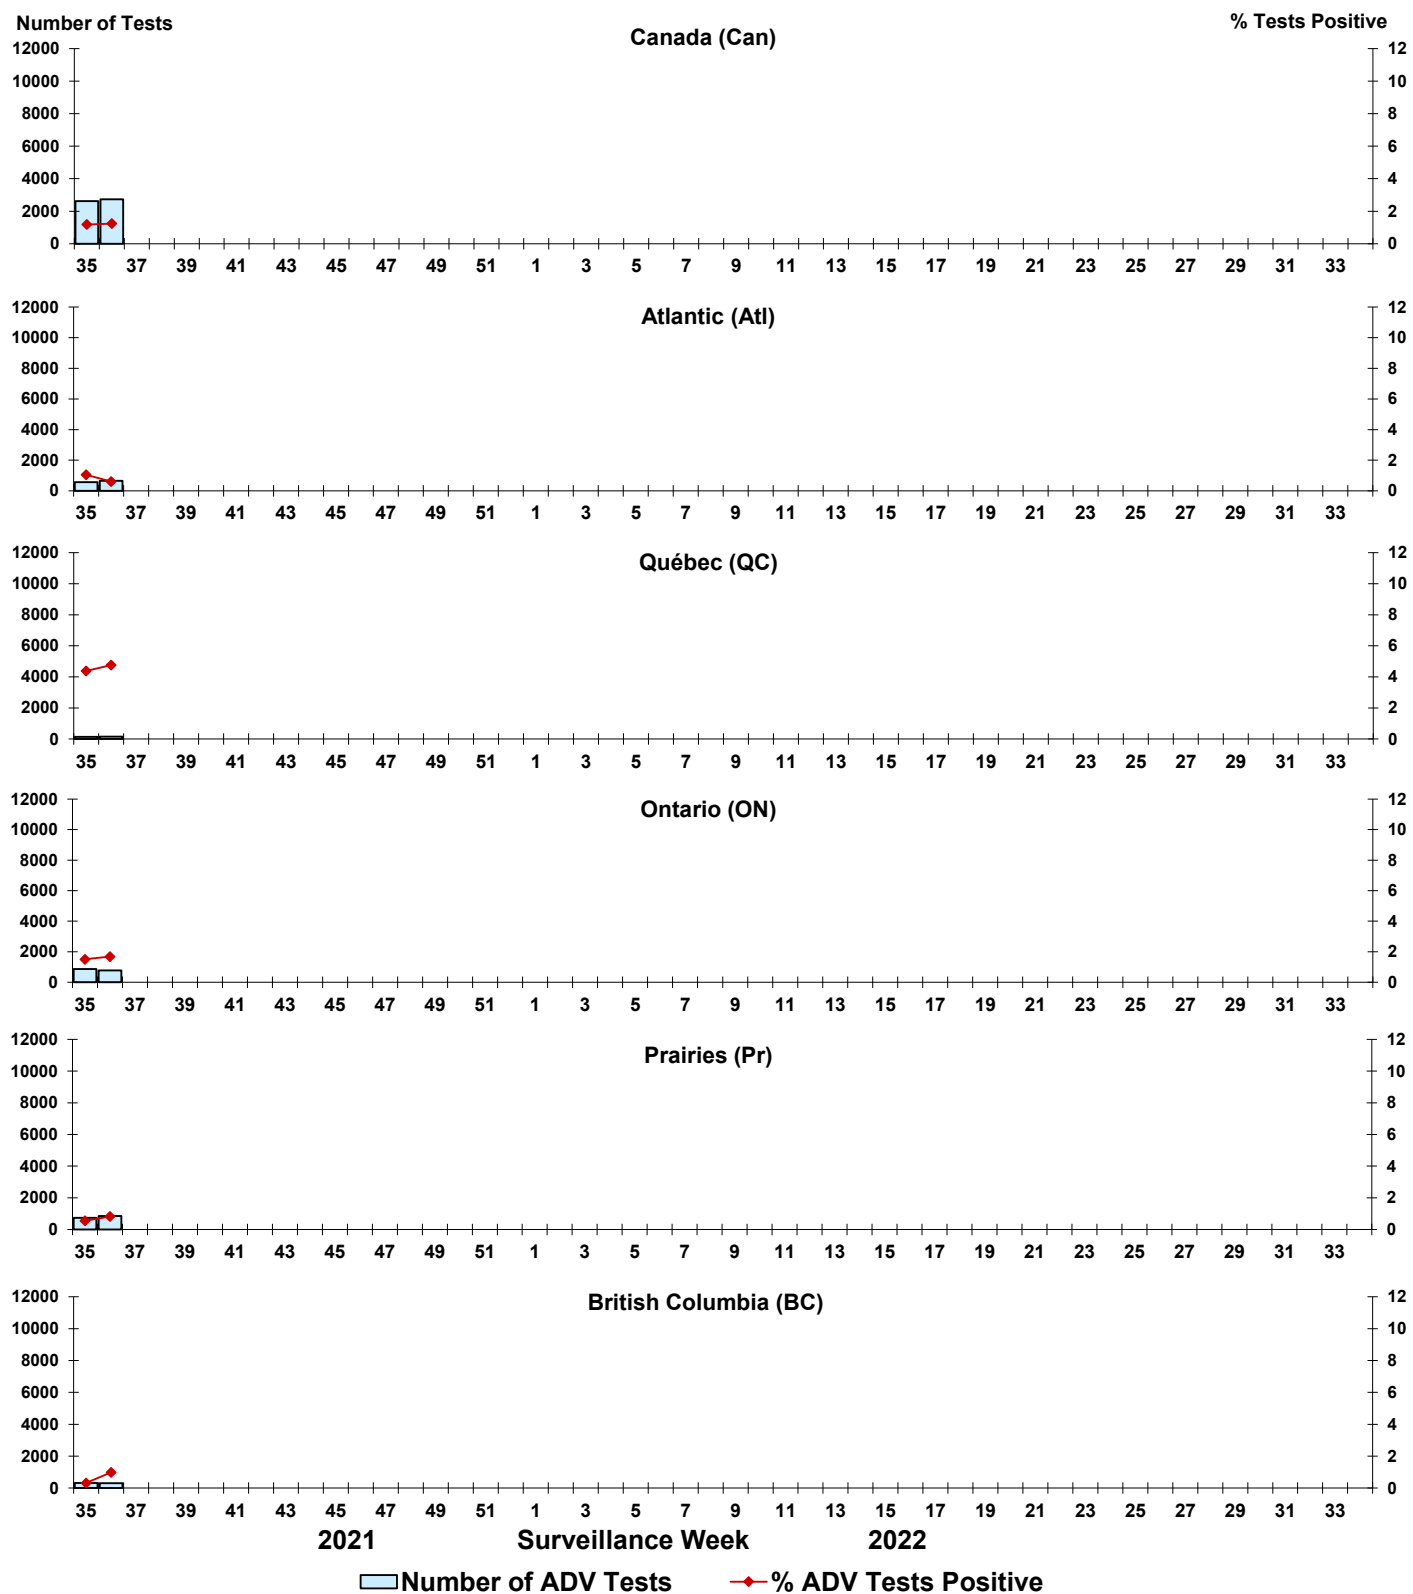 Number of Tests
% Tests Positive
Canada (Can)
12000 12
10000 10
8000 8
6000 6
4000 4
2000 2
0 0
35 37 39 41 43 45 47 49 51 1 3 5 7 9 11 13 15 17 19 21 23 25 27 29 31 33
Atlantic (Atl)
12000 12
10000 10
8000 8
6000 6
4000 4
2000 2
0 0
35 37 39 41 43 45 47 49 51 1 3 5 7 9 11 13 15 17 19 21 23 25 27 29 31 33
Québec (QC)
12000 12
10000 10
8000 8
6000 6
4000 4
2000 2
0 0
35 37 39 41 43 45 47 49 51 1 3 5 7 9 11 13 15 17 19 21 23 25 27 29 31 33
Ontario (ON)
12000 12
10000 10
8000 8
6000 6
4000 4
2000 2
0 0
35 37 39 41 43 45 47 49 51 1 3 5 7 9 11 13 15 17 19 21 23 25 27 29 31 33
Prairies (Pr)
12000 12
10000 10
8000 8
6000 6
4000 4
2000 2
0 0
35 37 39 41 43 45 47 49 51 1 3 5 7 9 11 13 15 17 19 21 23 25 27 29 31 33
British Columbia (BC)
12000 12
10000 10
8000 8
6000 6
4000 4
2000 2
0 0
35 37 39 41 43 45 47 49 51 1 3 5 7 9 11 13 15 17 19 21 23 25 27 29 31 33
2021 Surveillance Week 2022
Number of ADV Tests % ADV Tests Positive